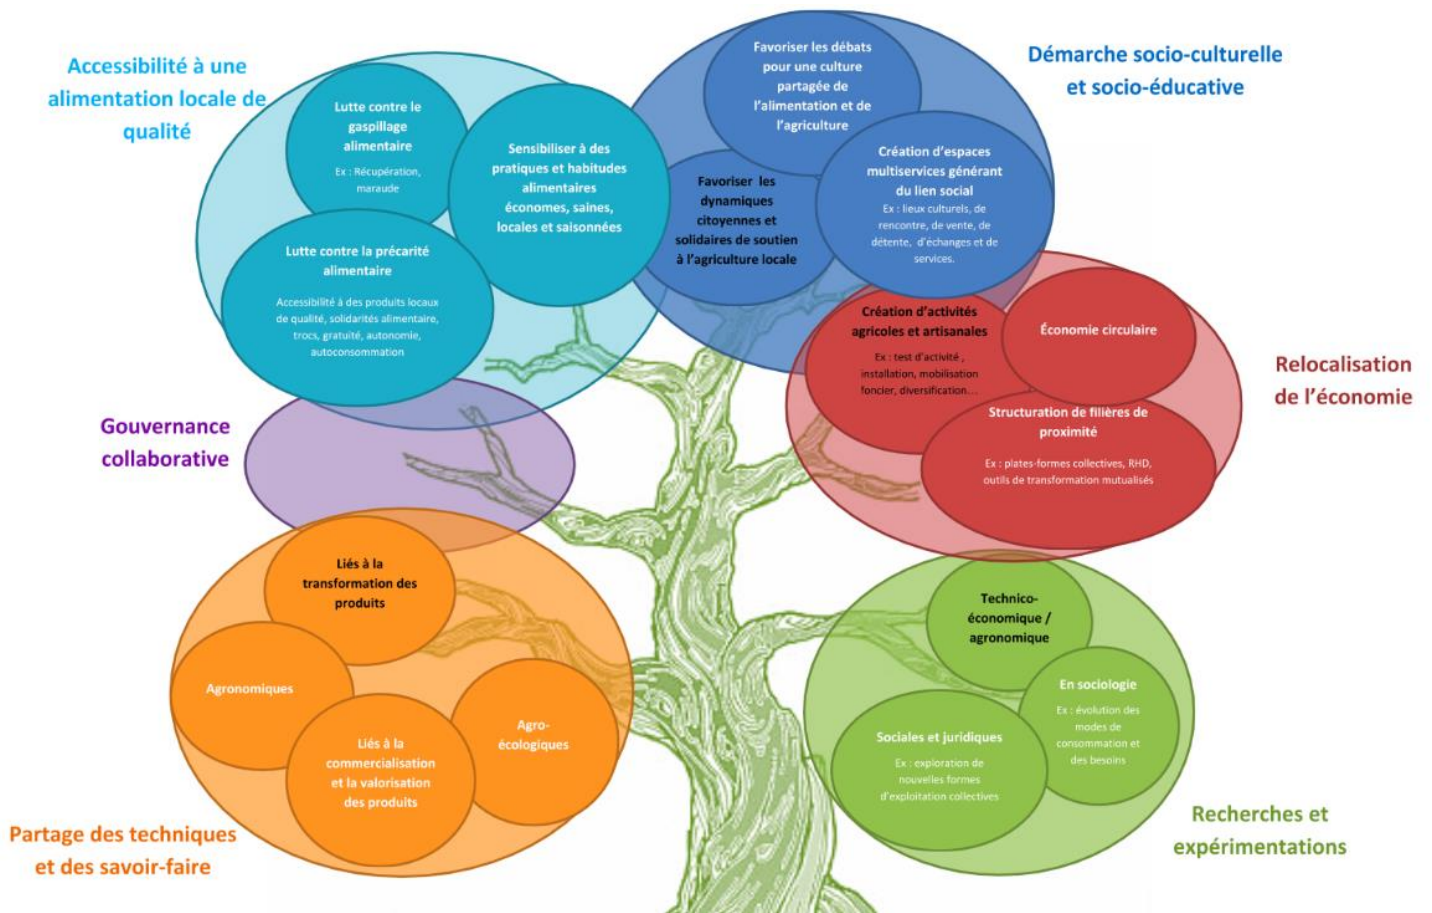 Accessibilité à une
alimentation locale de
qualité
Lutte contre le
gaspillage
alimentaire
Ex : Récupération,
maraude
Sensibiliser à des
pratiques et habitudes
alimentaires
économes, saines,
locales et saisonnées
Lutte contre la précarité
alimentaire
Accessibilité à des produits locaux
de qualité, solidarités alimentaire,
trocs, gratuité, autonomie,
autoconsommation
Démarche socio-culturelle
et socio-éducative
Favoriser les débats
pour une culture
partagée de
l’alimentation et de
l’agriculture
Favoriser les
dynamiques
citoyennes et
solidaires de soutien
à l’agriculture locale
Création d’espaces
multiservices générant
du lien social
Ex : lieux culturels, de
rencontre, de vente, de
détente, d’échanges et de
services.
Relocalisation
de l’économie
Création d’activités
agricoles et artisanales
Ex : test d’activité ,
installation, mobilisation
foncier, diversification…
Économie circulaire
Structuration de filières de
proximité
Ex : plates-formes collectives, RHD,
outils de transformation mutualisés
Gouvernance
collaborative
Liés à la
transformation des
produits
Agronomiques
Liés à la
commercialisation
et la valorisation
des produits
Agro-
écologiques
Partage des techniques
et des savoir-faire
Technico-
économique /
agronomique
En sociologie
Ex : évolution des
modes de
consommation et
des besoins
Sociales et juridiques
Ex : exploration de
nouvelles formes
d’exploitation collectives
Recherches et
expérimentations